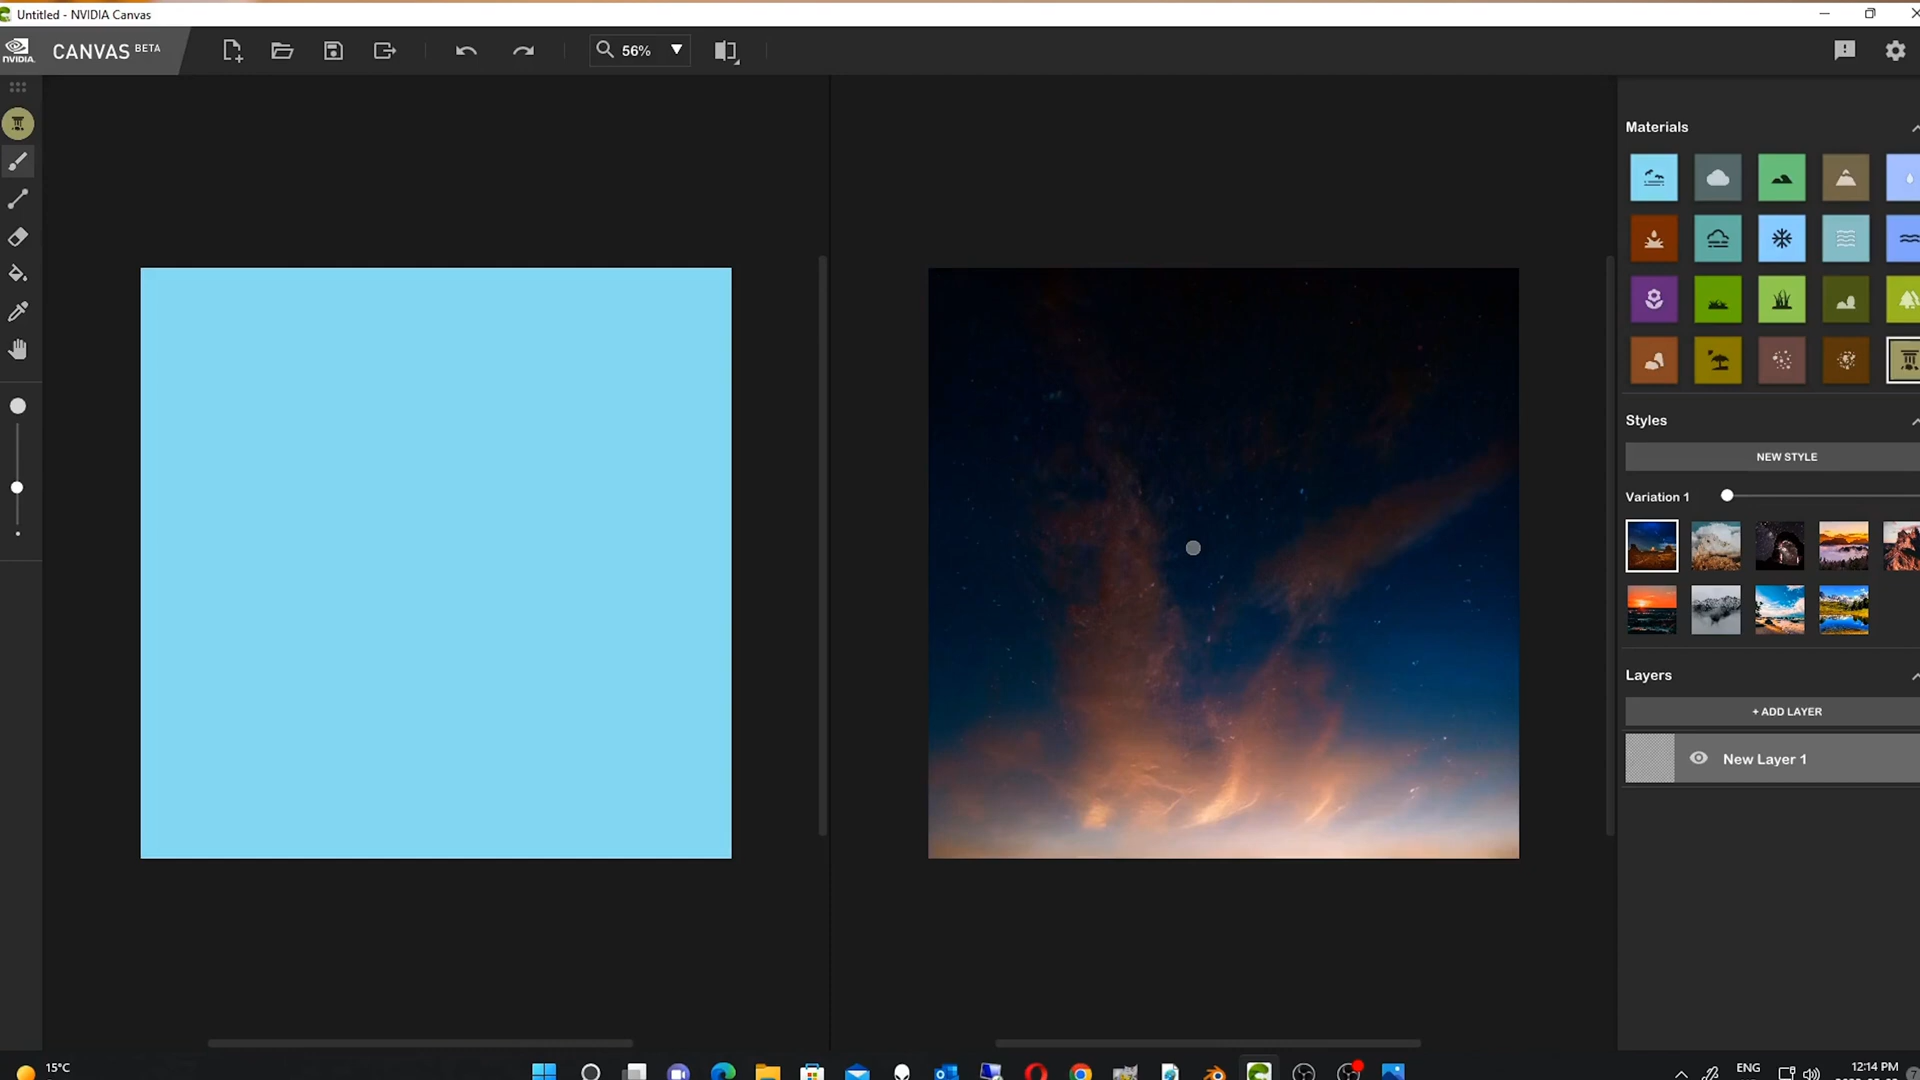 Untitled - NVIDIA Canvas
NVIDIA
CANVAS BETA
56%
Materials
Styles
NEW STYLE
Variation 1
Layers
+ ADD LAYER
New Layer 1
15°C
ENG
12:14 PM